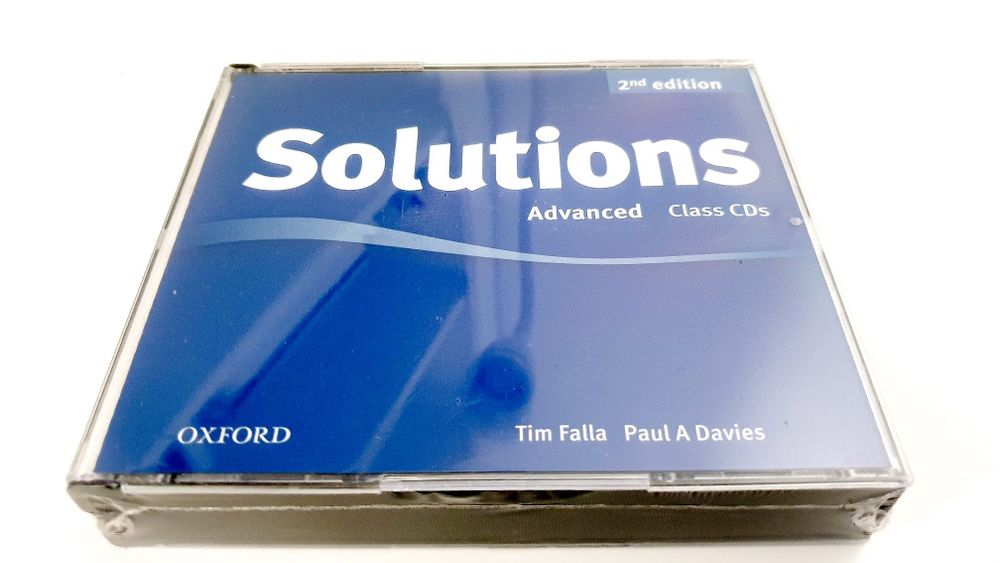 2nd edition
Solutions
Advanced Class CDs
OXFORD Tim Falla Paul A Davies